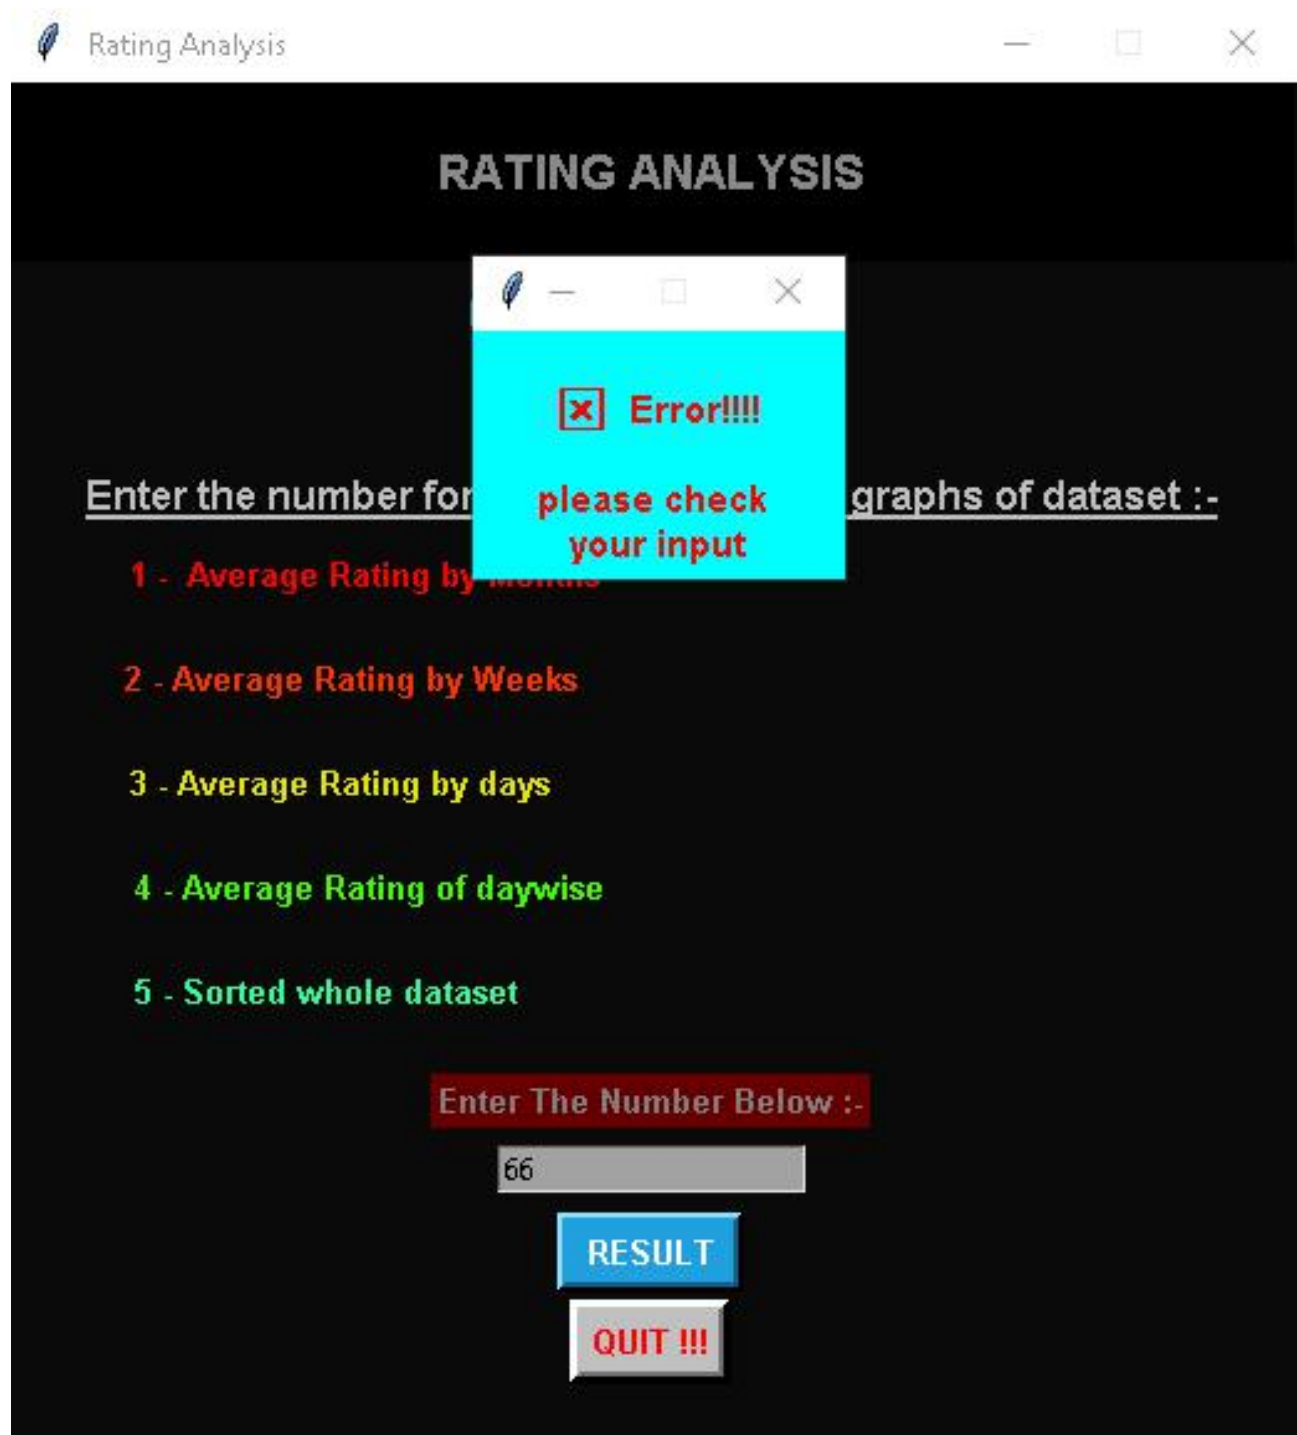 Rating Analysis
RATING ANALYSIS
Error!!!!
please check
your input
Enter the number for graphs of dataset :-
1 - Average Rating by Months
2 - Average Rating by Weeks
3 - Average Rating by days
4 - Average Rating of daywise
5 - Sorted whole dataset
Enter The Number Below :-
66
RESULT
QUIT !!!